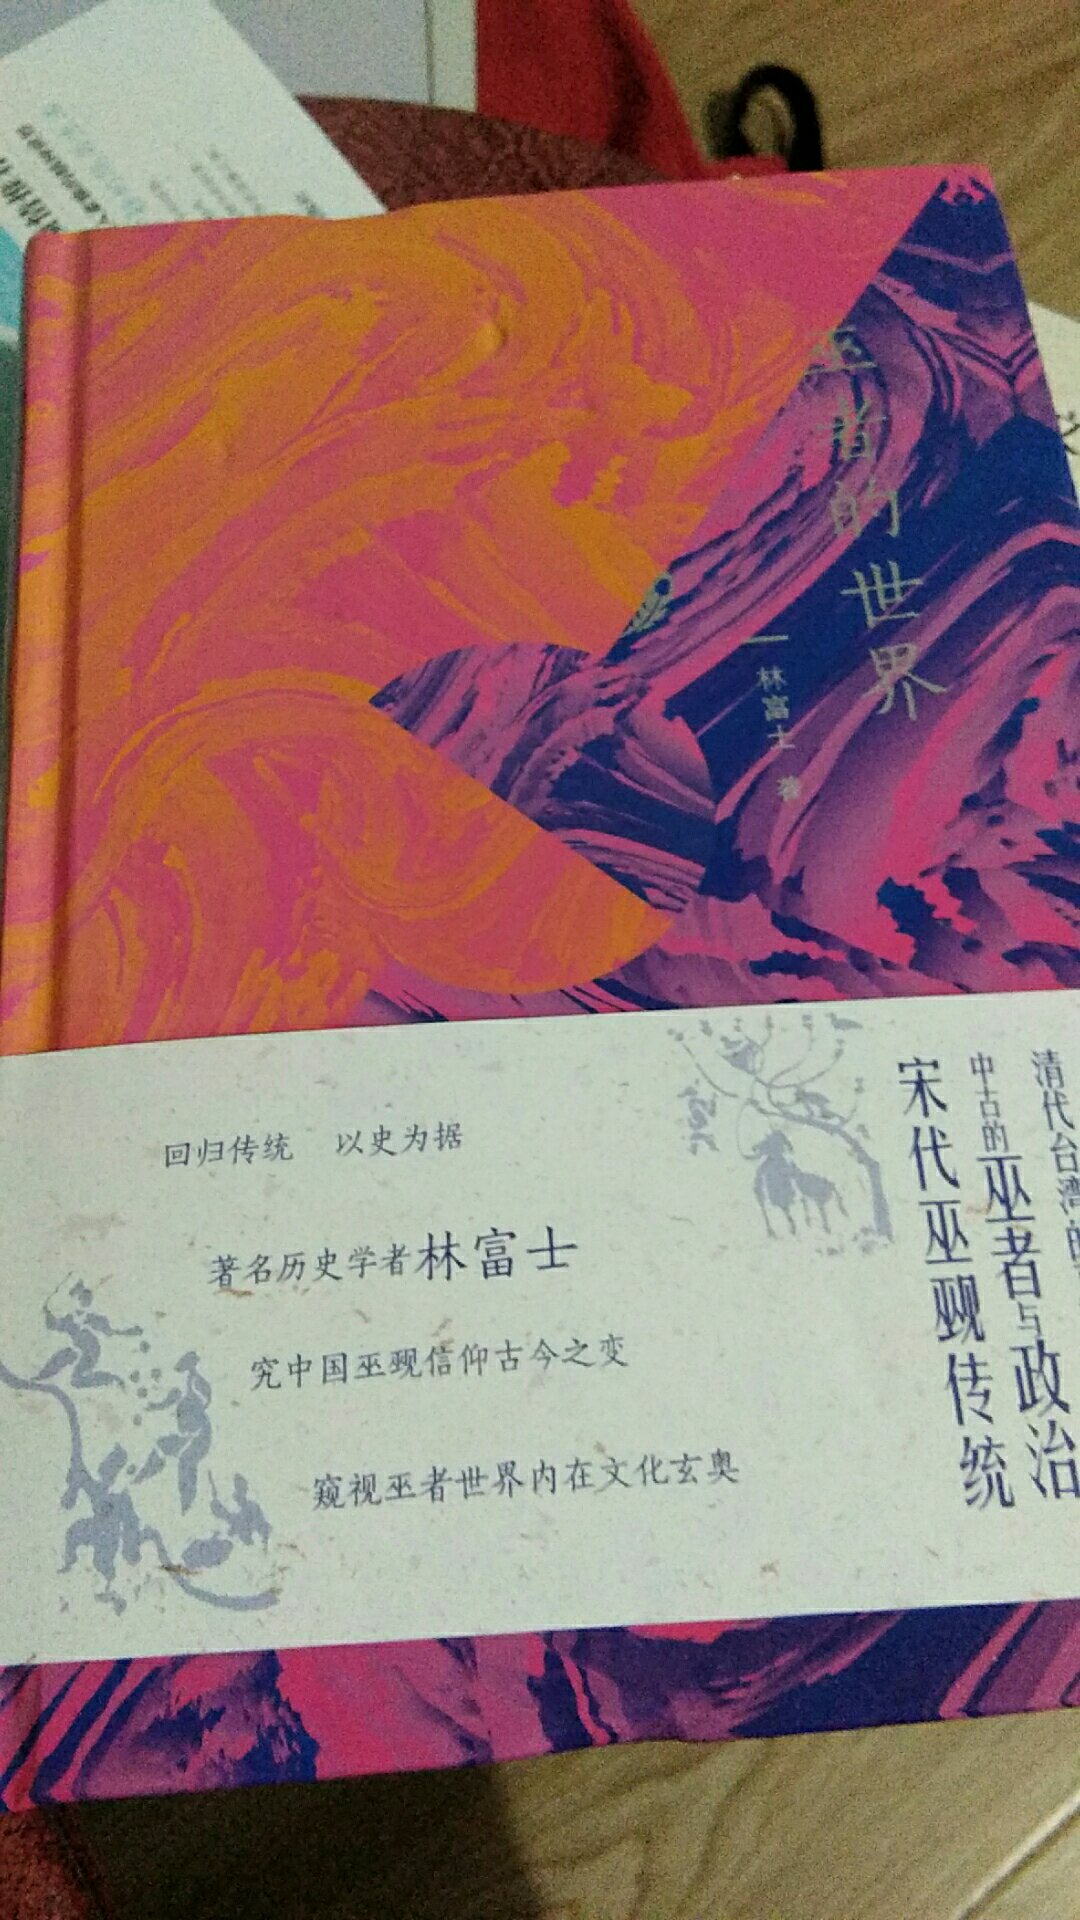 巫者的世界
林富士 著
清代台湾的
中古的巫者与政治
宋代巫觋传统
回归传统 以史为据
著名历史学者林富士
究中国巫觋信仰古今之变
窥视巫者世界内在文化玄奥